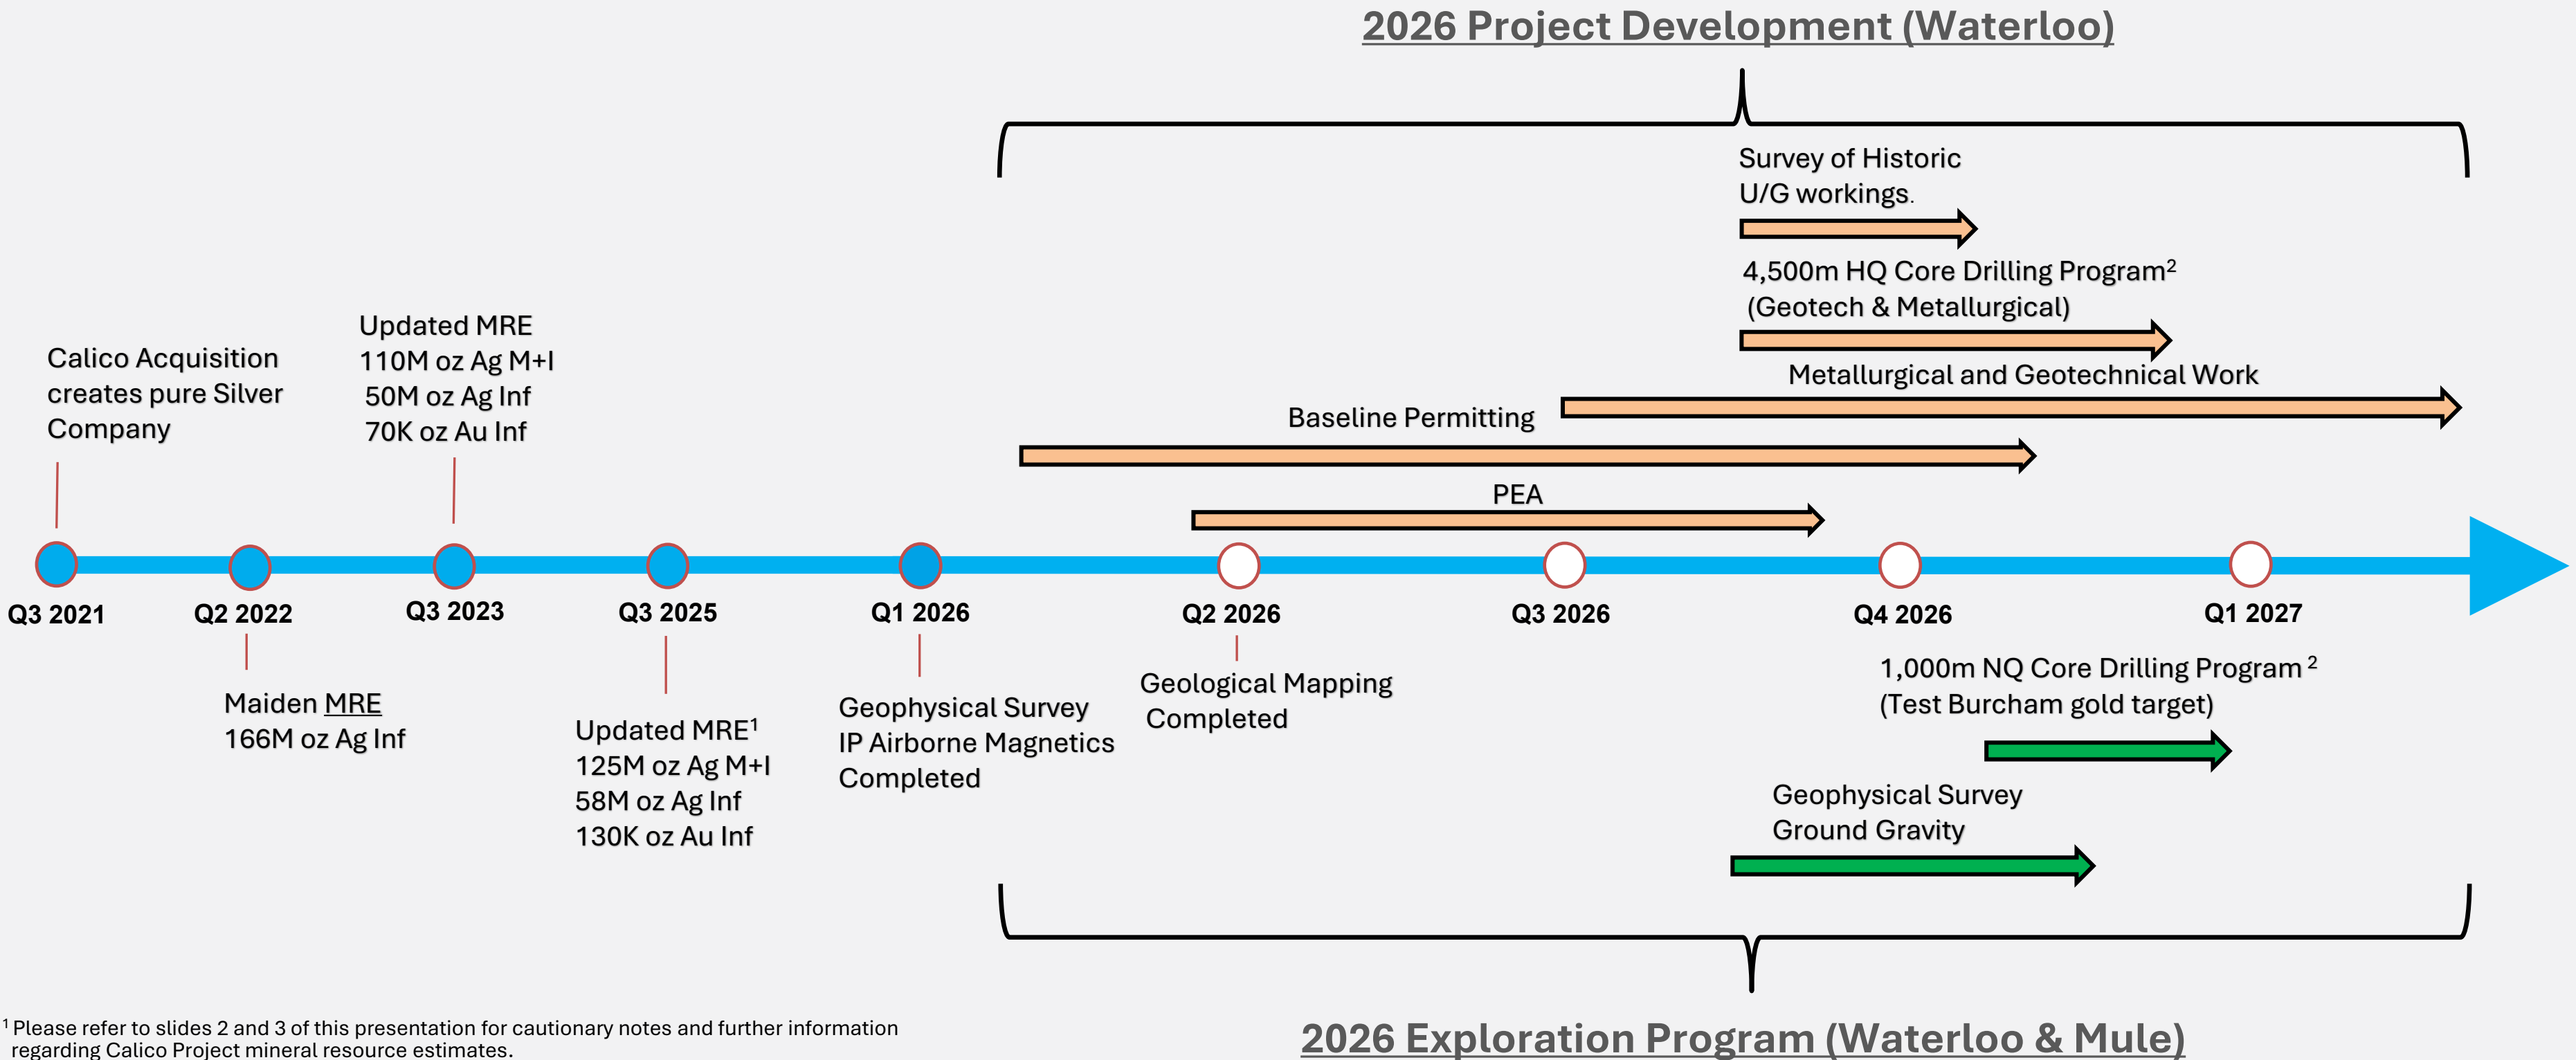 2026 Project Development (Waterloo)
Survey of Historic
U/G workings.
4,500m HQ Core Drilling Program²
(Geotech & Metallurgical)
Metallurgical and Geotechnical Work
Baseline Permitting
PEA
Calico Acquisition
creates pure Silver
Company
Updated MRE
110M oz Ag M+I
50M oz Ag Inf
70K oz Au Inf
Q3 2021
Q2 2022
Q3 2023
Q3 2025
Q1 2026
Q2 2026
Q3 2026
Q4 2026
Q1 2027
Maiden MRE
166M oz Ag Inf
Updated MRE¹
125M oz Ag M+I
58M oz Ag Inf
130K oz Au Inf
Geophysical Survey
IP Airborne Magnetics
Completed
Geological Mapping
Completed
1,000m NQ Core Drilling Program ²
(Test Burcham gold target)
Geophysical Survey
Ground Gravity
2026 Exploration Program (Waterloo & Mule)
¹ Please refer to slides 2 and 3 of this presentation for cautionary notes and further information
regarding Calico Project mineral resource estimates.